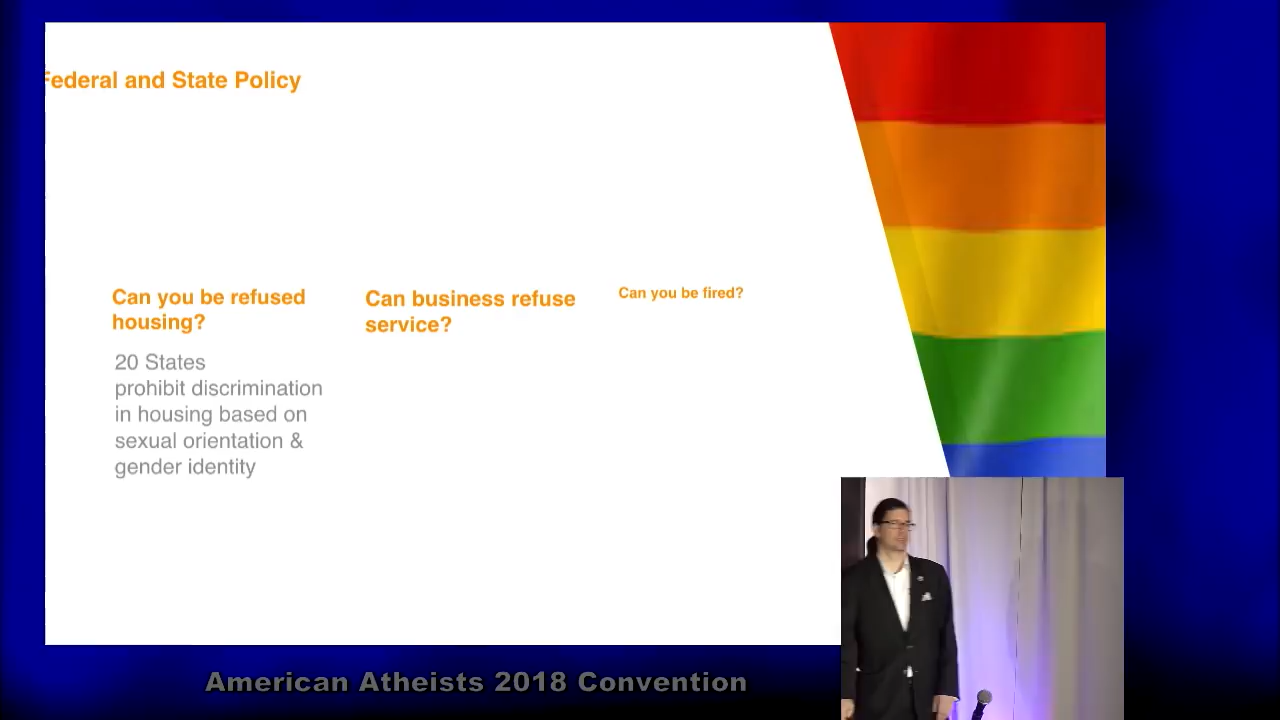 Federal and State Policy
Can you be refused
housing?
20 States
prohibit discrimination
in housing based on
sexual orientation &
gender identity
Can business refuse
service?
Can you be fired?
American Atheists 2018 Convention